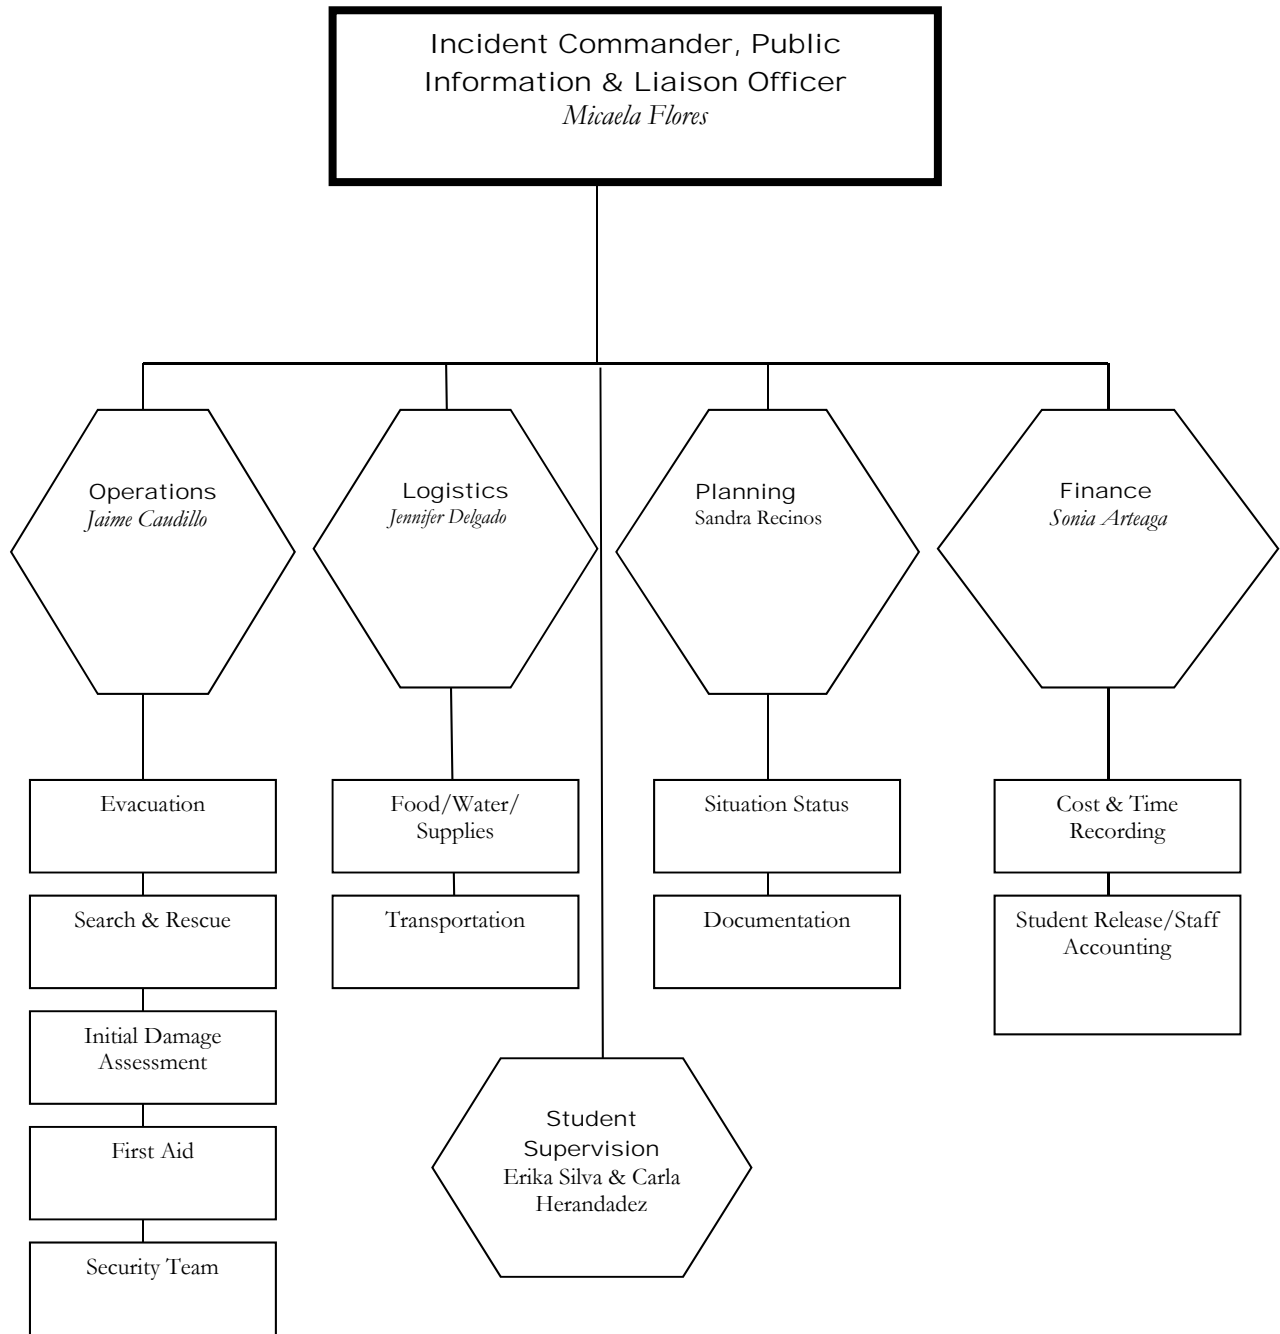 Incident Commander, Public
Information & Liaison Officer
Micaela Flores
Operations
Jaime Caudillo
Logistics
Jennifer Delgado
Planning
Sandra Recinos
Finance
Sonia Arteaga
Evacuation
Food/Water/
Supplies
Situation Status
Cost & Time
Recording
Search & Rescue
Transportation
Documentation
Student Release/Staff
Accounting
Initial Damage
Assessment
Student
Supervision
Erika Silva & Carla
Herandadez
First Aid
Security Team